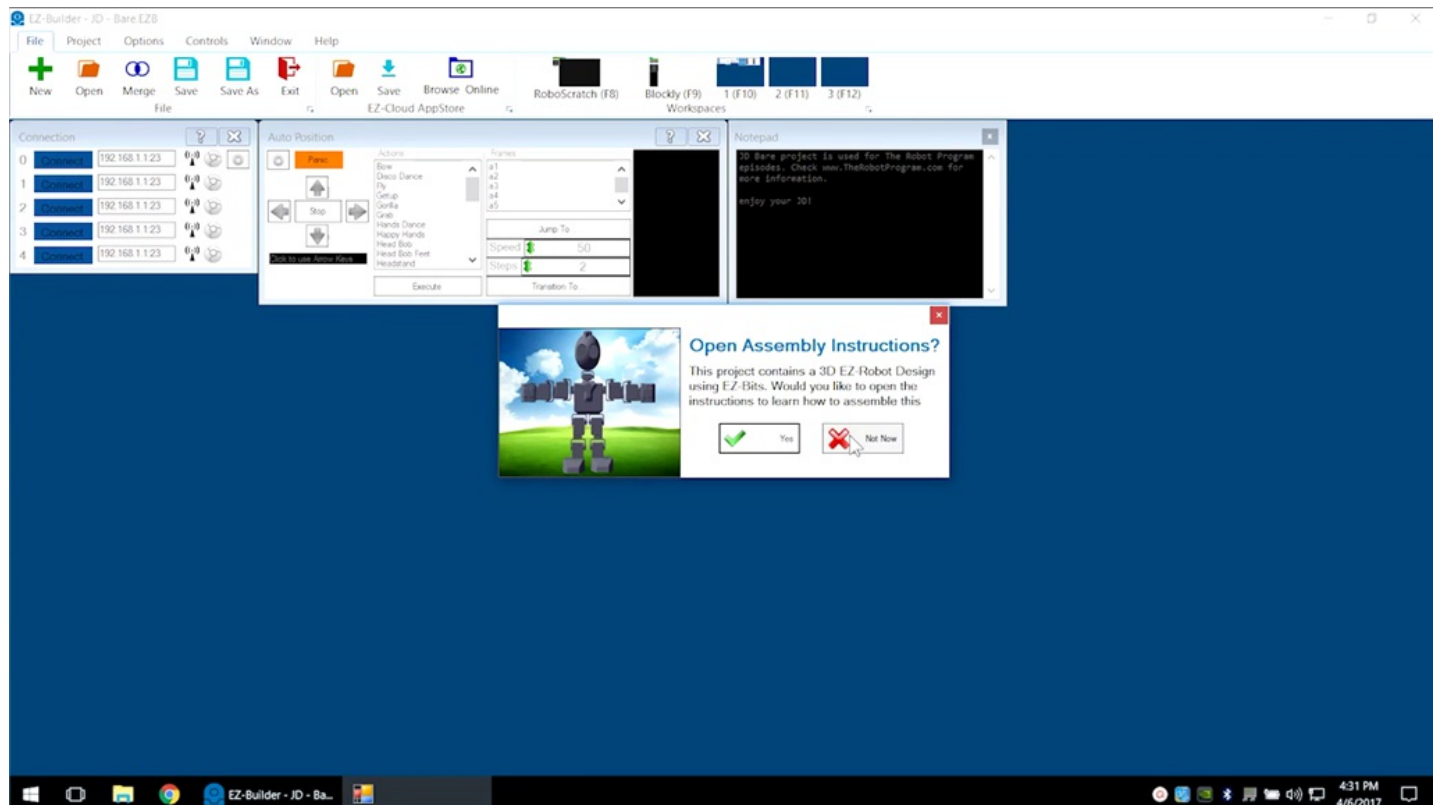 EZ-Builder - JD - Bare.EZB
File Project Options Controls Window Help
New Open Merge Save Save As Exit Open Save Browse Online RoboScratch (F8) Blockly (F9) 1 (F10) 2 (F11) 3 (F12)
File EZ-Cloud AppStore Workspaces
Connection
0 Connect 192.168.1.1:23
1 Connect 192.168.1.1:23
2 Connect 192.168.1.1:23
3 Connect 192.168.1.1:23
4 Connect 192.168.1.1:23
Auto Position
Panic
Stop
Click to use Arrow Keys
Actions
Bow
Disco Dance
Fly
Getup
Gorilla
Grab
Hands Dance
Happy Hands
Head Bob
Head Bob Feet
Headstand
Execute
Frames
a1
a2
a3
a4
a5
Jump To
Speed 50
Steps 2
Transition To
Notepad
JD Bare project is used for The Robot Program
episodes. Check www.TheRobotProgram.com for
more information.
enjoy your JD!
Open Assembly Instructions?
This project contains a 3D EZ-Robot Design
using EZ-Bits. Would you like to open the
instructions to learn how to assemble this
Yes Not Now
EZ-Builder - JD - Ba...
4:31 PM
4/6/2017